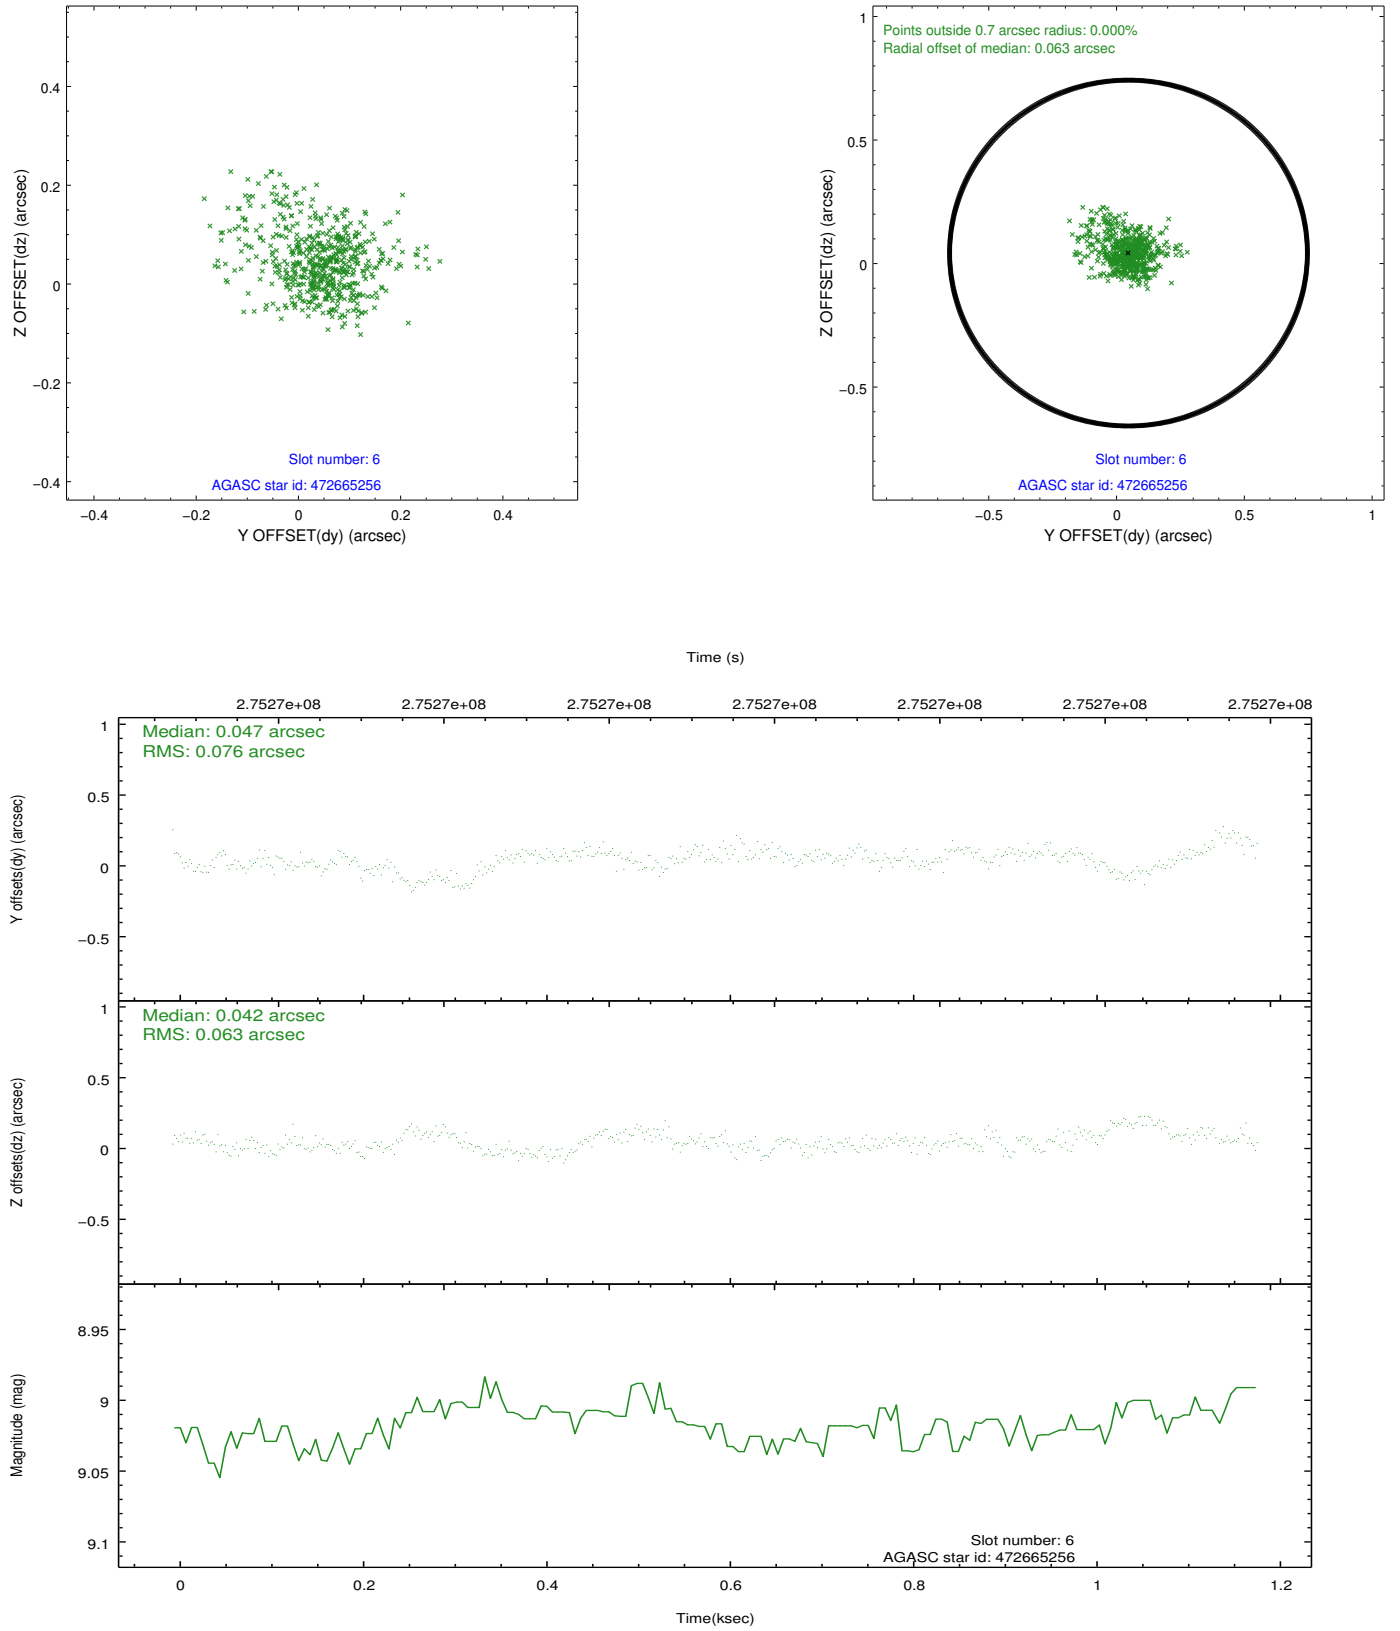 0.4
0.2
0
−0.2
−0.4
Z OFFSET(dz) (arcsec)
Slot number: 6
AGASC star id: 472665256
−0.4 −0.2 0 0.2 0.4
Y OFFSET(dy) (arcsec)
Points outside 0.7 arcsec radius: 0.000%
Radial offset of median: 0.063 arcsec
1
0.5
0
−0.5
Z OFFSET(dz) (arcsec)
Slot number: 6
AGASC star id: 472665256
−0.5 0 0.5 1
Y OFFSET(dy) (arcsec)
Time (s)
2.7527e+08 2.7527e+08 2.7527e+08 2.7527e+08 2.7527e+08 2.7527e+08 2.7527e+08
Median: 0.047 arcsec
RMS: 0.076 arcsec
1
0.5
0
−0.5
Y offsets(dy) (arcsec)
Median: 0.042 arcsec
RMS: 0.063 arcsec
1
0.5
0
−0.5
Z offsets(dz) (arcsec)
8.95
9
9.05
9.1
Magnitude (mag)
Slot number: 6
AGASC star id: 472665256
0 0.2 0.4 0.6 0.8 1 1.2
Time(ksec)